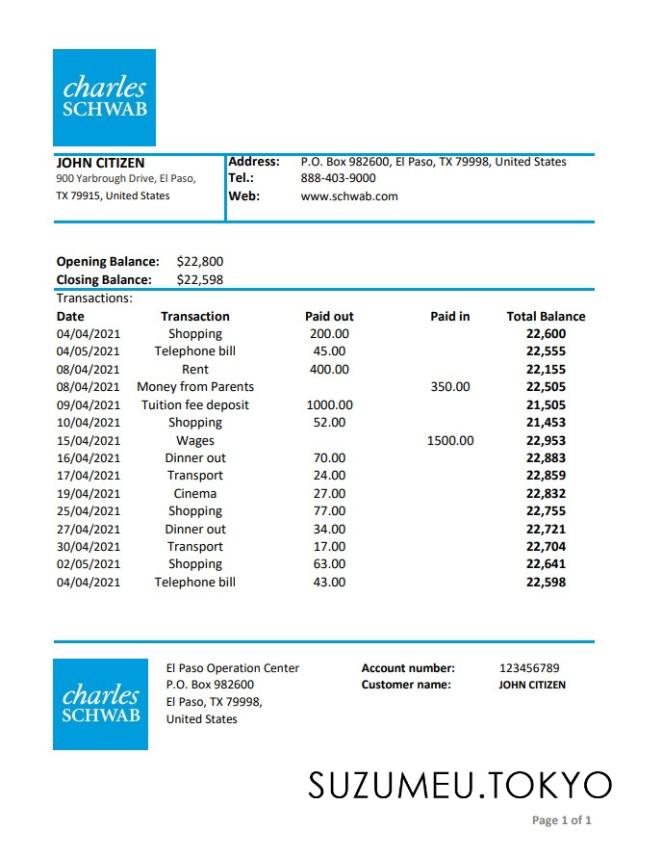 charles
SCHWAB
JOHN CITIZEN
900 Yarbrough Drive, El Paso,
TX 79915, United States
Address: P.O. Box 982600, El Paso, TX 79998, United States
Tel.: 888-403-9000
Web: www.schwab.com
Opening Balance: $22,800
Closing Balance: $22,598
Transactions:
Date Transaction Paid out Paid in Total Balance
04/04/2021 Shopping 200.00 22,600
04/05/2021 Telephone bill 45.00 22,555
08/04/2021 Rent 400.00 22,155
08/04/2021 Money from Parents 350.00 22,505
09/04/2021 Tuition fee deposit 1000.00 21,505
10/04/2021 Shopping 52.00 21,453
15/04/2021 Wages 1500.00 22,953
16/04/2021 Dinner out 70.00 22,883
17/04/2021 Transport 24.00 22,859
19/04/2021 Cinema 27.00 22,832
25/04/2021 Shopping 77.00 22,755
27/04/2021 Dinner out 34.00 22,721
30/04/2021 Transport 17.00 22,704
02/05/2021 Shopping 63.00 22,641
04/04/2021 Telephone bill 43.00 22,598
charles
SCHWAB
El Paso Operation Center
P.O. Box 982600
El Paso, TX 79998,
United States
Account number: 123456789
Customer name: JOHN CITIZEN
SUZUMEU.TOKYO
Page 1 of 1